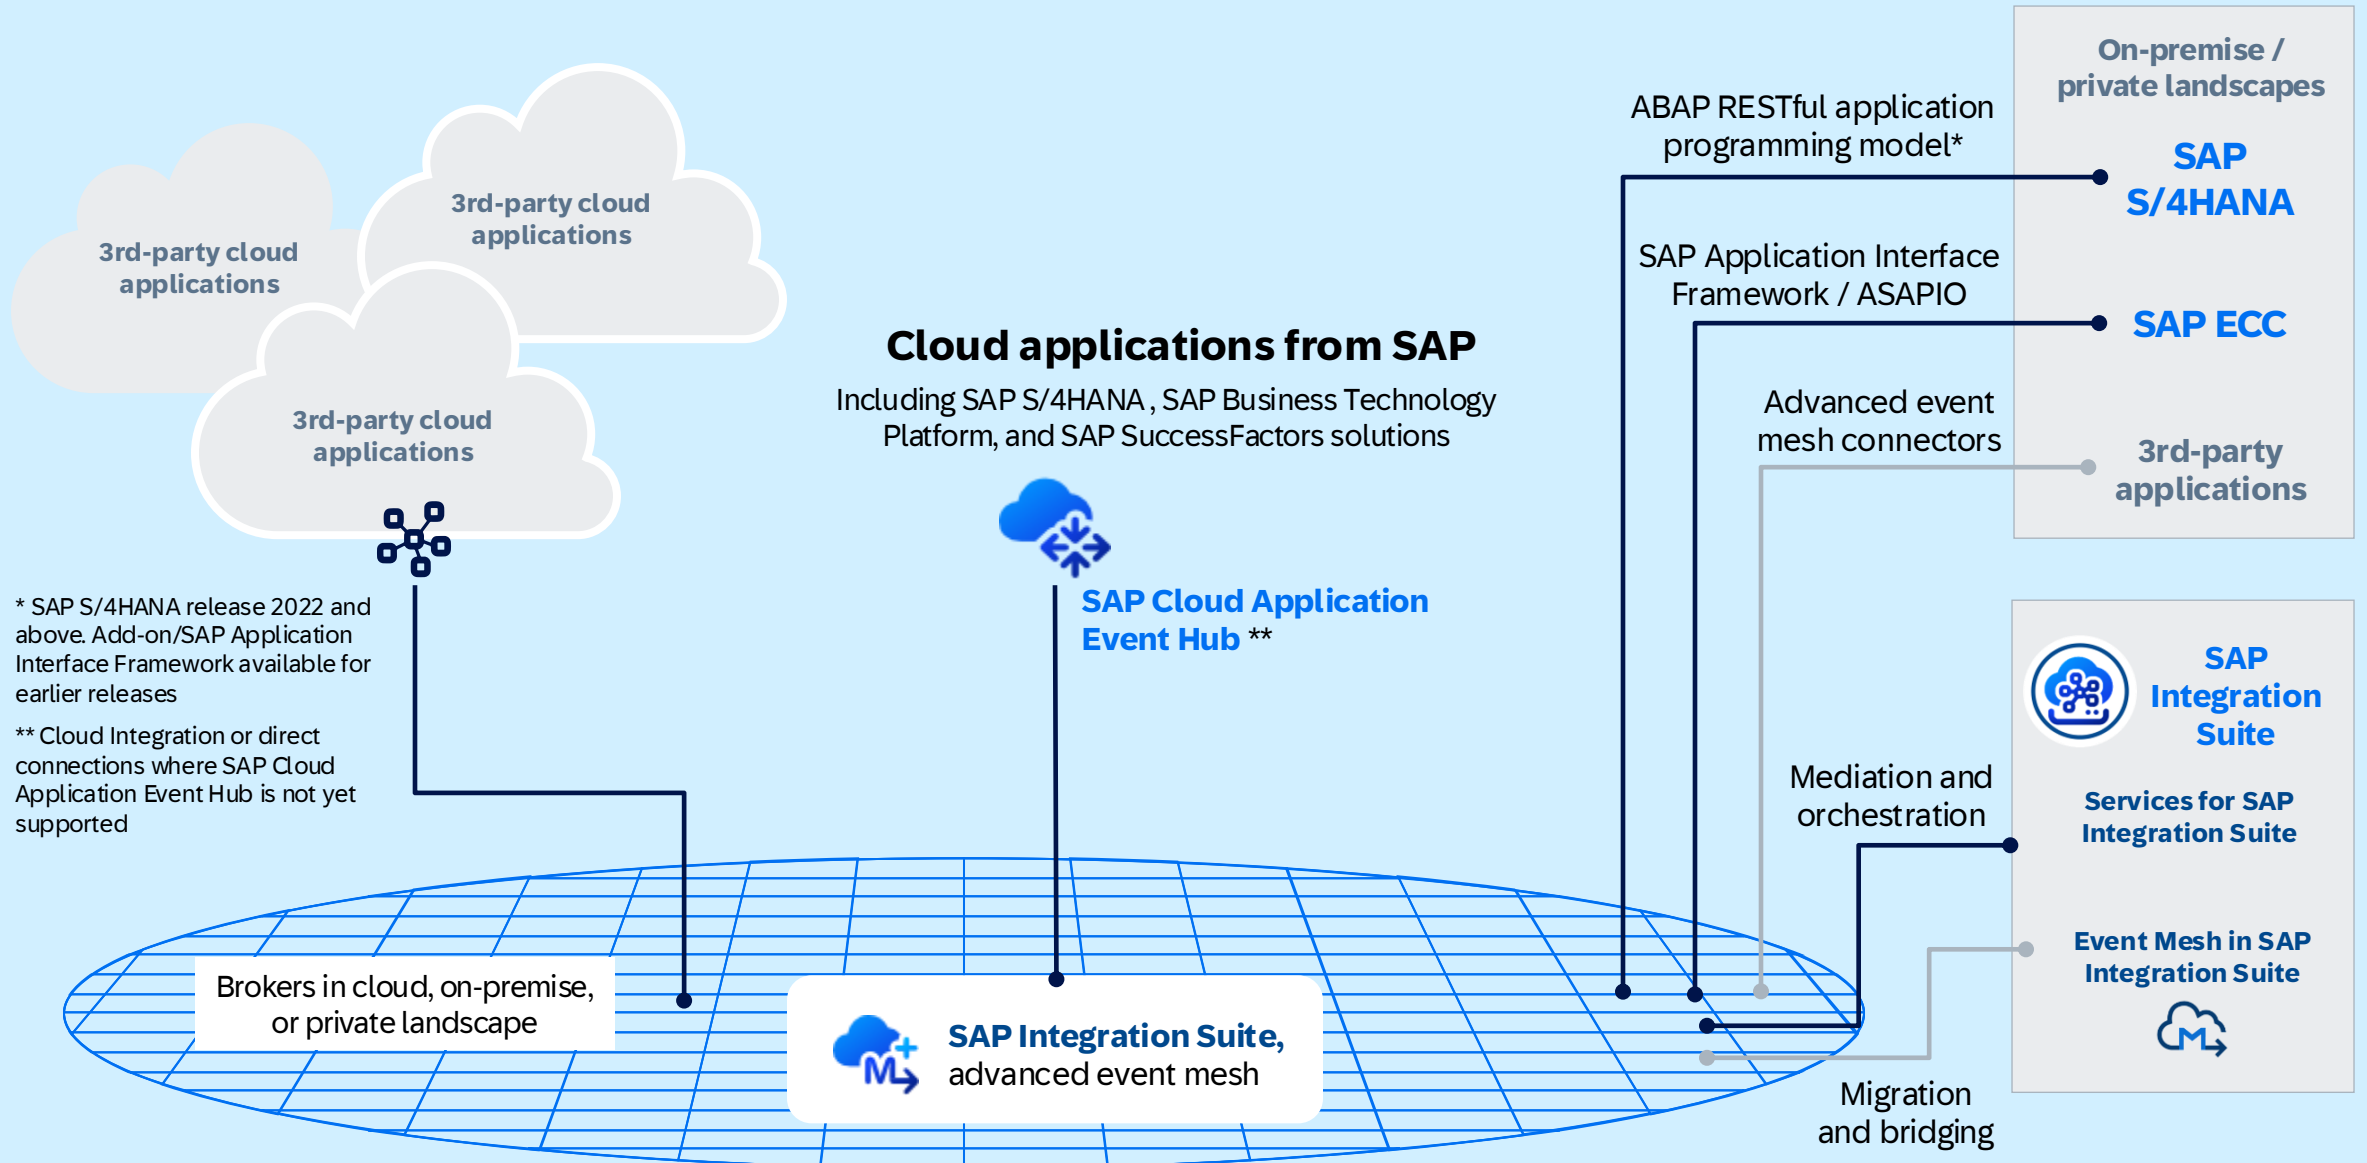 3rd-party cloud
applications
3rd-party cloud
applications
3rd-party cloud
applications
* SAP S/4HANA release 2022 and
above. Add-on/SAP Application
Interface Framework available for
earlier releases
** Cloud Integration or direct
connections where SAP Cloud
Application Event Hub is not yet
supported
Cloud applications from SAP
Including SAP S/4HANA, SAP Business Technology
Platform, and SAP SuccessFactors solutions
SAP Cloud Application
Event Hub **
ABAP RESTful application
programming model*
SAP Application Interface
Framework / ASAPIO
Advanced event
mesh connectors
On-premise /
private landscapes
SAP
S/4HANA
SAP ECC
3rd-party
applications
SAP
Integration
Suite
Mediation and
orchestration
Services for SAP
Integration Suite
Event Mesh in SAP
Integration Suite
M
Migration
and bridging
Brokers in cloud, on-premise,
or private landscape
M
SAP Integration Suite,
advanced event mesh